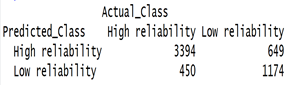 Actual_Class
Predicted_Class High reliability Low reliability
High reliability 3394 649
Low reliability 450 1174